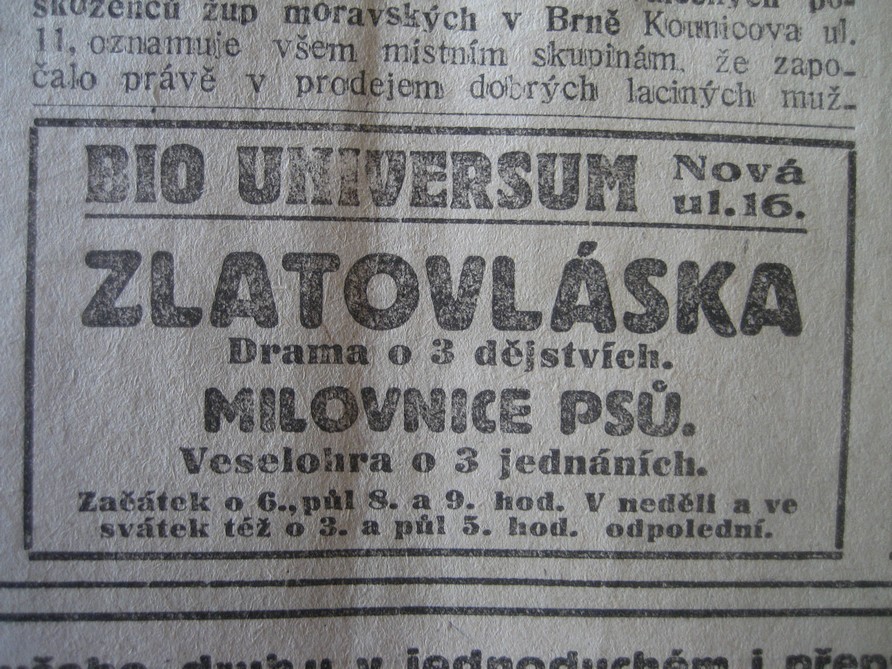 žup moravských v Brně Kounicova ul.
11, oznamuje všem místním skupinám, že zapo-
čalo právě v prodejem dobrých laciných muž-
BIO UNIVERSUM Nová
ul. 16.
ZLATOVLÁSKA
Drama o 3 dějstvích.
MILOVNICE PSŮ.
Veselohra o 3 jednáních.
Začátek o 6., půl 8. a 9. hod. V neděli a ve
svátek též o 3. a půl 5. hod. odpolední.
druhu v jednoduchém i